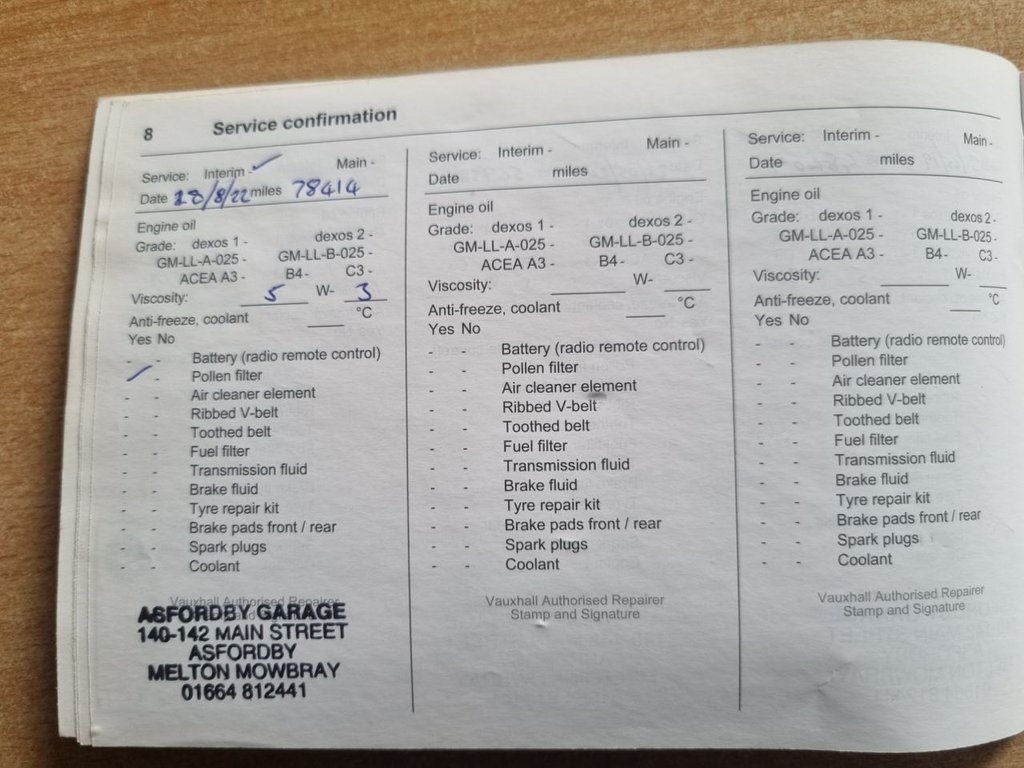 8 Service confirmation
Service: Interim - ✓ Main -
Date 18/8/22 miles 78414
Engine oil
Grade: dexos 1 - dexos 2 -
GM-LL-A-025 - GM-LL-B-025 -
ACEA A3 - B4 - C3 -
Viscosity: 5 W- 3
Anti-freeze, coolant ___ °C
Yes No
- - Battery (radio remote control)
✓ - Pollen filter
- - Air cleaner element
- - Ribbed V-belt
- - Toothed belt
- - Fuel filter
- - Transmission fluid
- - Brake fluid
- - Tyre repair kit
- - Brake pads front / rear
- - Spark plugs
- - Coolant
Vauxhall Authorised Repairer
ASFORDBY GARAGE
140-142 MAIN STREET
ASFORDBY
MELTON MOWBRAY
01664 812441
Service: Interim - Main -
Date miles
Engine oil
Grade: dexos 1 - dexos 2 -
GM-LL-A-025 - GM-LL-B-025 -
ACEA A3 - B4 - C3 -
Viscosity: ___ W- ___
Anti-freeze, coolant ___ °C
Yes No
- - Battery (radio remote control)
- - Pollen filter
- - Air cleaner element
- - Ribbed V-belt
- - Toothed belt
- - Fuel filter
- - Transmission fluid
- - Brake fluid
- - Tyre repair kit
- - Brake pads front / rear
- - Spark plugs
- - Coolant
Vauxhall Authorised Repairer
Stamp and Signature
Service: Interim - Main -
Date miles
Engine oil
Grade: dexos 1 - dexos 2 -
GM-LL-A-025 - GM-LL-B-025 -
ACEA A3 - B4 - C3 -
Viscosity: ___ W- ___
Anti-freeze, coolant ___ °C
Yes No
- - Battery (radio remote control)
- - Pollen filter
- - Air cleaner element
- - Ribbed V-belt
- - Toothed belt
- - Fuel filter
- - Transmission fluid
- - Brake fluid
- - Tyre repair kit
- - Brake pads front / rear
- - Spark plugs
- - Coolant
Vauxhall Authorised Repairer
Stamp and Signature